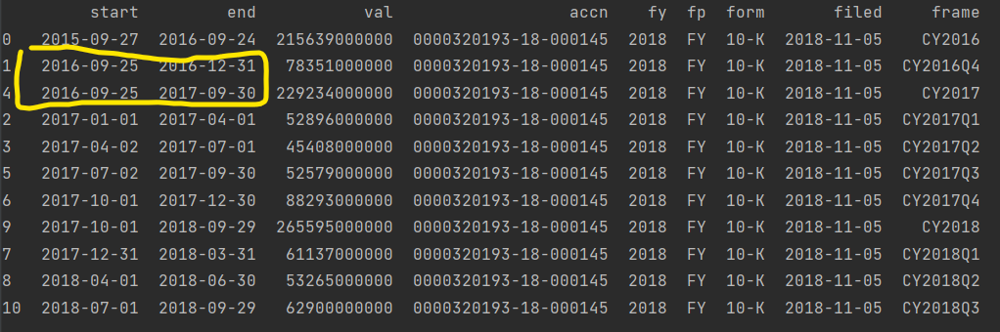 start end val accn fy fp form filed frame
0 2015-09-27 2016-09-24 215639000000 0000320193-18-000145 2018 FY 10-K 2018-11-05 CY2016
1 2016-09-25 2016-12-31 78351000000 0000320193-18-000145 2018 FY 10-K 2018-11-05 CY2016Q4
4 2016-09-25 2017-09-30 229234000000 0000320193-18-000145 2018 FY 10-K 2018-11-05 CY2017
2 2017-01-01 2017-04-01 52896000000 0000320193-18-000145 2018 FY 10-K 2018-11-05 CY2017Q1
3 2017-04-02 2017-07-01 45408000000 0000320193-18-000145 2018 FY 10-K 2018-11-05 CY2017Q2
5 2017-07-02 2017-09-30 52579000000 0000320193-18-000145 2018 FY 10-K 2018-11-05 CY2017Q3
6 2017-10-01 2017-12-30 88293000000 0000320193-18-000145 2018 FY 10-K 2018-11-05 CY2017Q4
9 2017-10-01 2018-09-29 265595000000 0000320193-18-000145 2018 FY 10-K 2018-11-05 CY2018
7 2017-12-31 2018-03-31 61137000000 0000320193-18-000145 2018 FY 10-K 2018-11-05 CY2018Q1
8 2018-04-01 2018-06-30 53265000000 0000320193-18-000145 2018 FY 10-K 2018-11-05 CY2018Q2
10 2018-07-01 2018-09-29 62900000000 0000320193-18-000145 2018 FY 10-K 2018-11-05 CY2018Q3